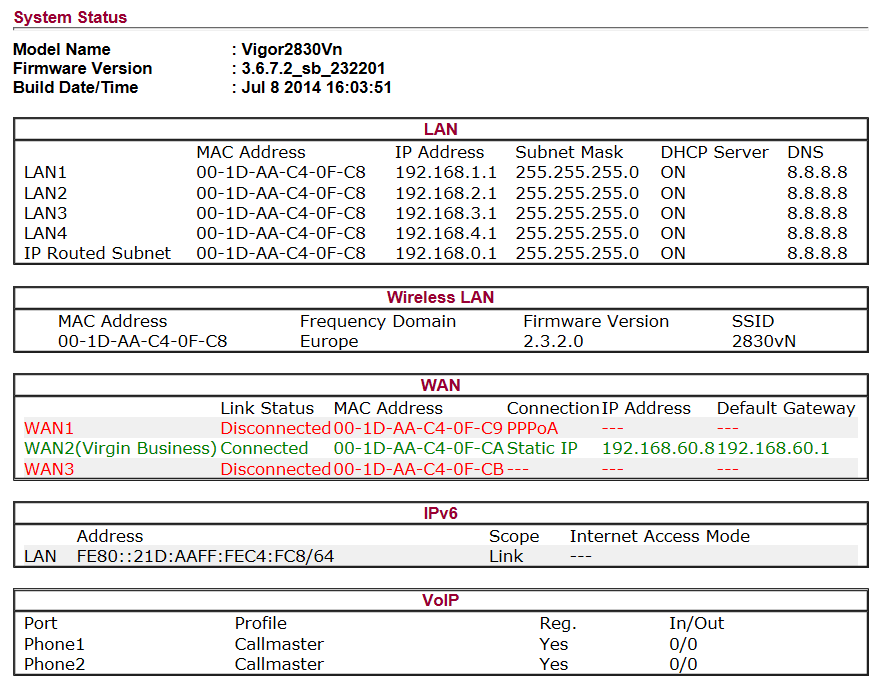 System Status
Model Name : Vigor2830Vn
Firmware Version : 3.6.7.2_sb_232201
Build Date/Time : Jul 8 2014 16:03:51
LAN
MAC Address IP Address Subnet Mask DHCP Server DNS
LAN1 00-1D-AA-C4-0F-C8 192.168.1.1 255.255.255.0 ON 8.8.8.8
LAN2 00-1D-AA-C4-0F-C8 192.168.2.1 255.255.255.0 ON 8.8.8.8
LAN3 00-1D-AA-C4-0F-C8 192.168.3.1 255.255.255.0 ON 8.8.8.8
LAN4 00-1D-AA-C4-0F-C8 192.168.4.1 255.255.255.0 ON 8.8.8.8
IP Routed Subnet 00-1D-AA-C4-0F-C8 192.168.0.1 255.255.255.0 ON 8.8.8.8
Wireless LAN
MAC Address Frequency Domain Firmware Version SSID
00-1D-AA-C4-0F-C8 Europe 2.3.2.0 2830vN
WAN
Link Status MAC Address Connection IP Address Default Gateway
WAN1 Disconnected 00-1D-AA-C4-0F-C9 PPPoA --- ---
WAN2(Virgin Business) Connected 00-1D-AA-C4-0F-CA Static IP 192.168.60.8 192.168.60.1
WAN3 Disconnected 00-1D-AA-C4-0F-CB --- --- ---
IPv6
Address Scope Internet Access Mode
LAN FE80::21D:AAFF:FEC4:FC8/64 Link ---
VoIP
Port Profile Reg. In/Out
Phone1 Callmaster Yes 0/0
Phone2 Callmaster Yes 0/0